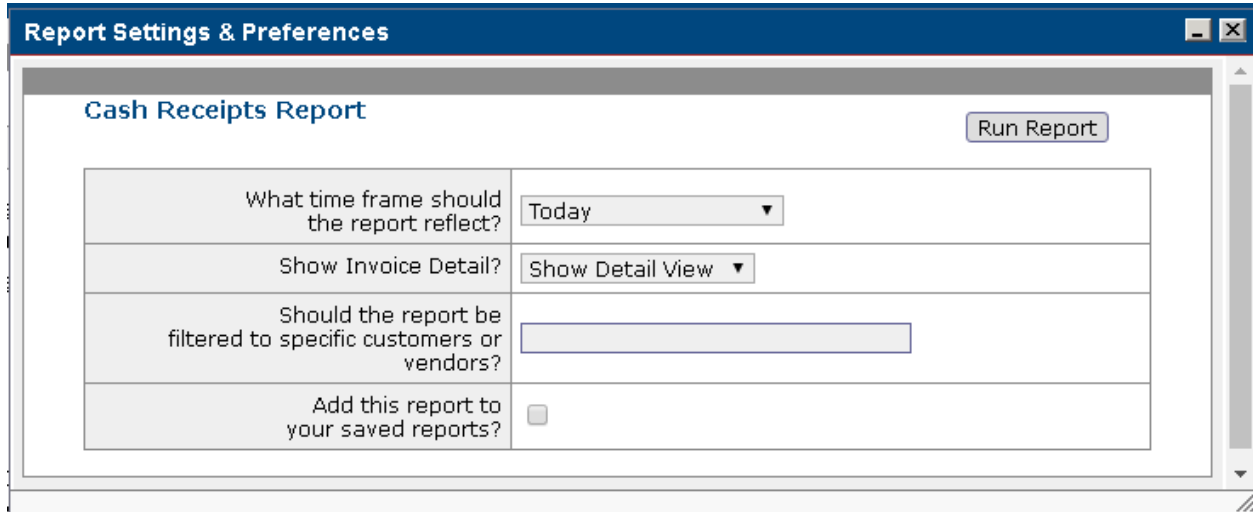 Report Settings & Preferences
Cash Receipts Report
Run Report
What time frame should
the report reflect?
Today
Show Invoice Detail?
Show Detail View
Should the report be
filtered to specific customers or
vendors?
Add this report to
your saved reports?